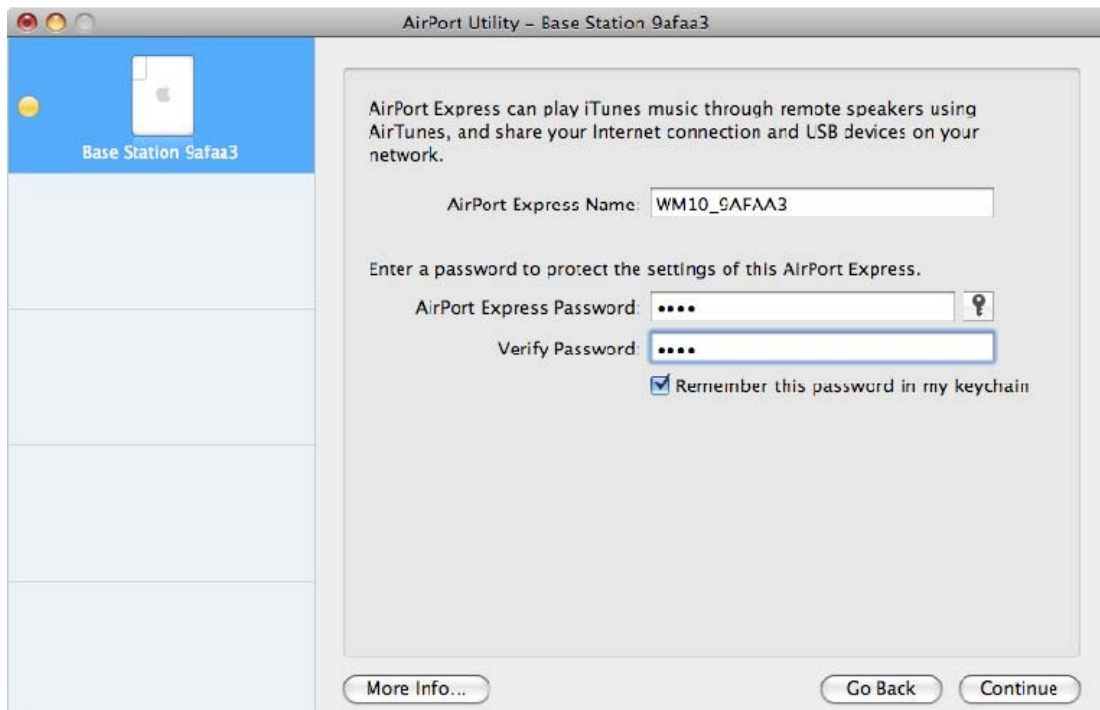 AirPort Utility – Base Station 9afaa3
Base Station 9afaa3
AirPort Express can play iTunes music through remote speakers using
AirTunes, and share your Internet connection and USB devices on your
network.
AirPort Express Name: WM10_9AFAA3
Enter a password to protect the settings of this AirPort Express.
AirPort Express Password: ••••
Verify Password: ••••
Remember this password in my keychain
More Info... Go Back Continue